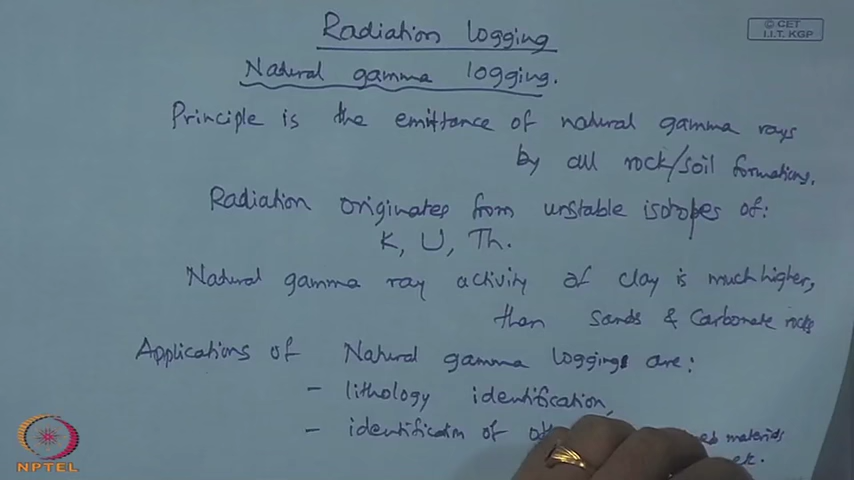 Radiation logging
© CET
I.I.T. KGP
Natural gamma logging.
Principle is the emittance of natural gamma rays
by all rock/soil formations.
Radiation originates from unstable isotopes of:
K, U, Th.
Natural gamma ray activity of clay is much higher,
than sands & carbonate rocks
Applications of Natural gamma loggings are:
- lithology identification,
- identification of materials
etc.
NPTEL